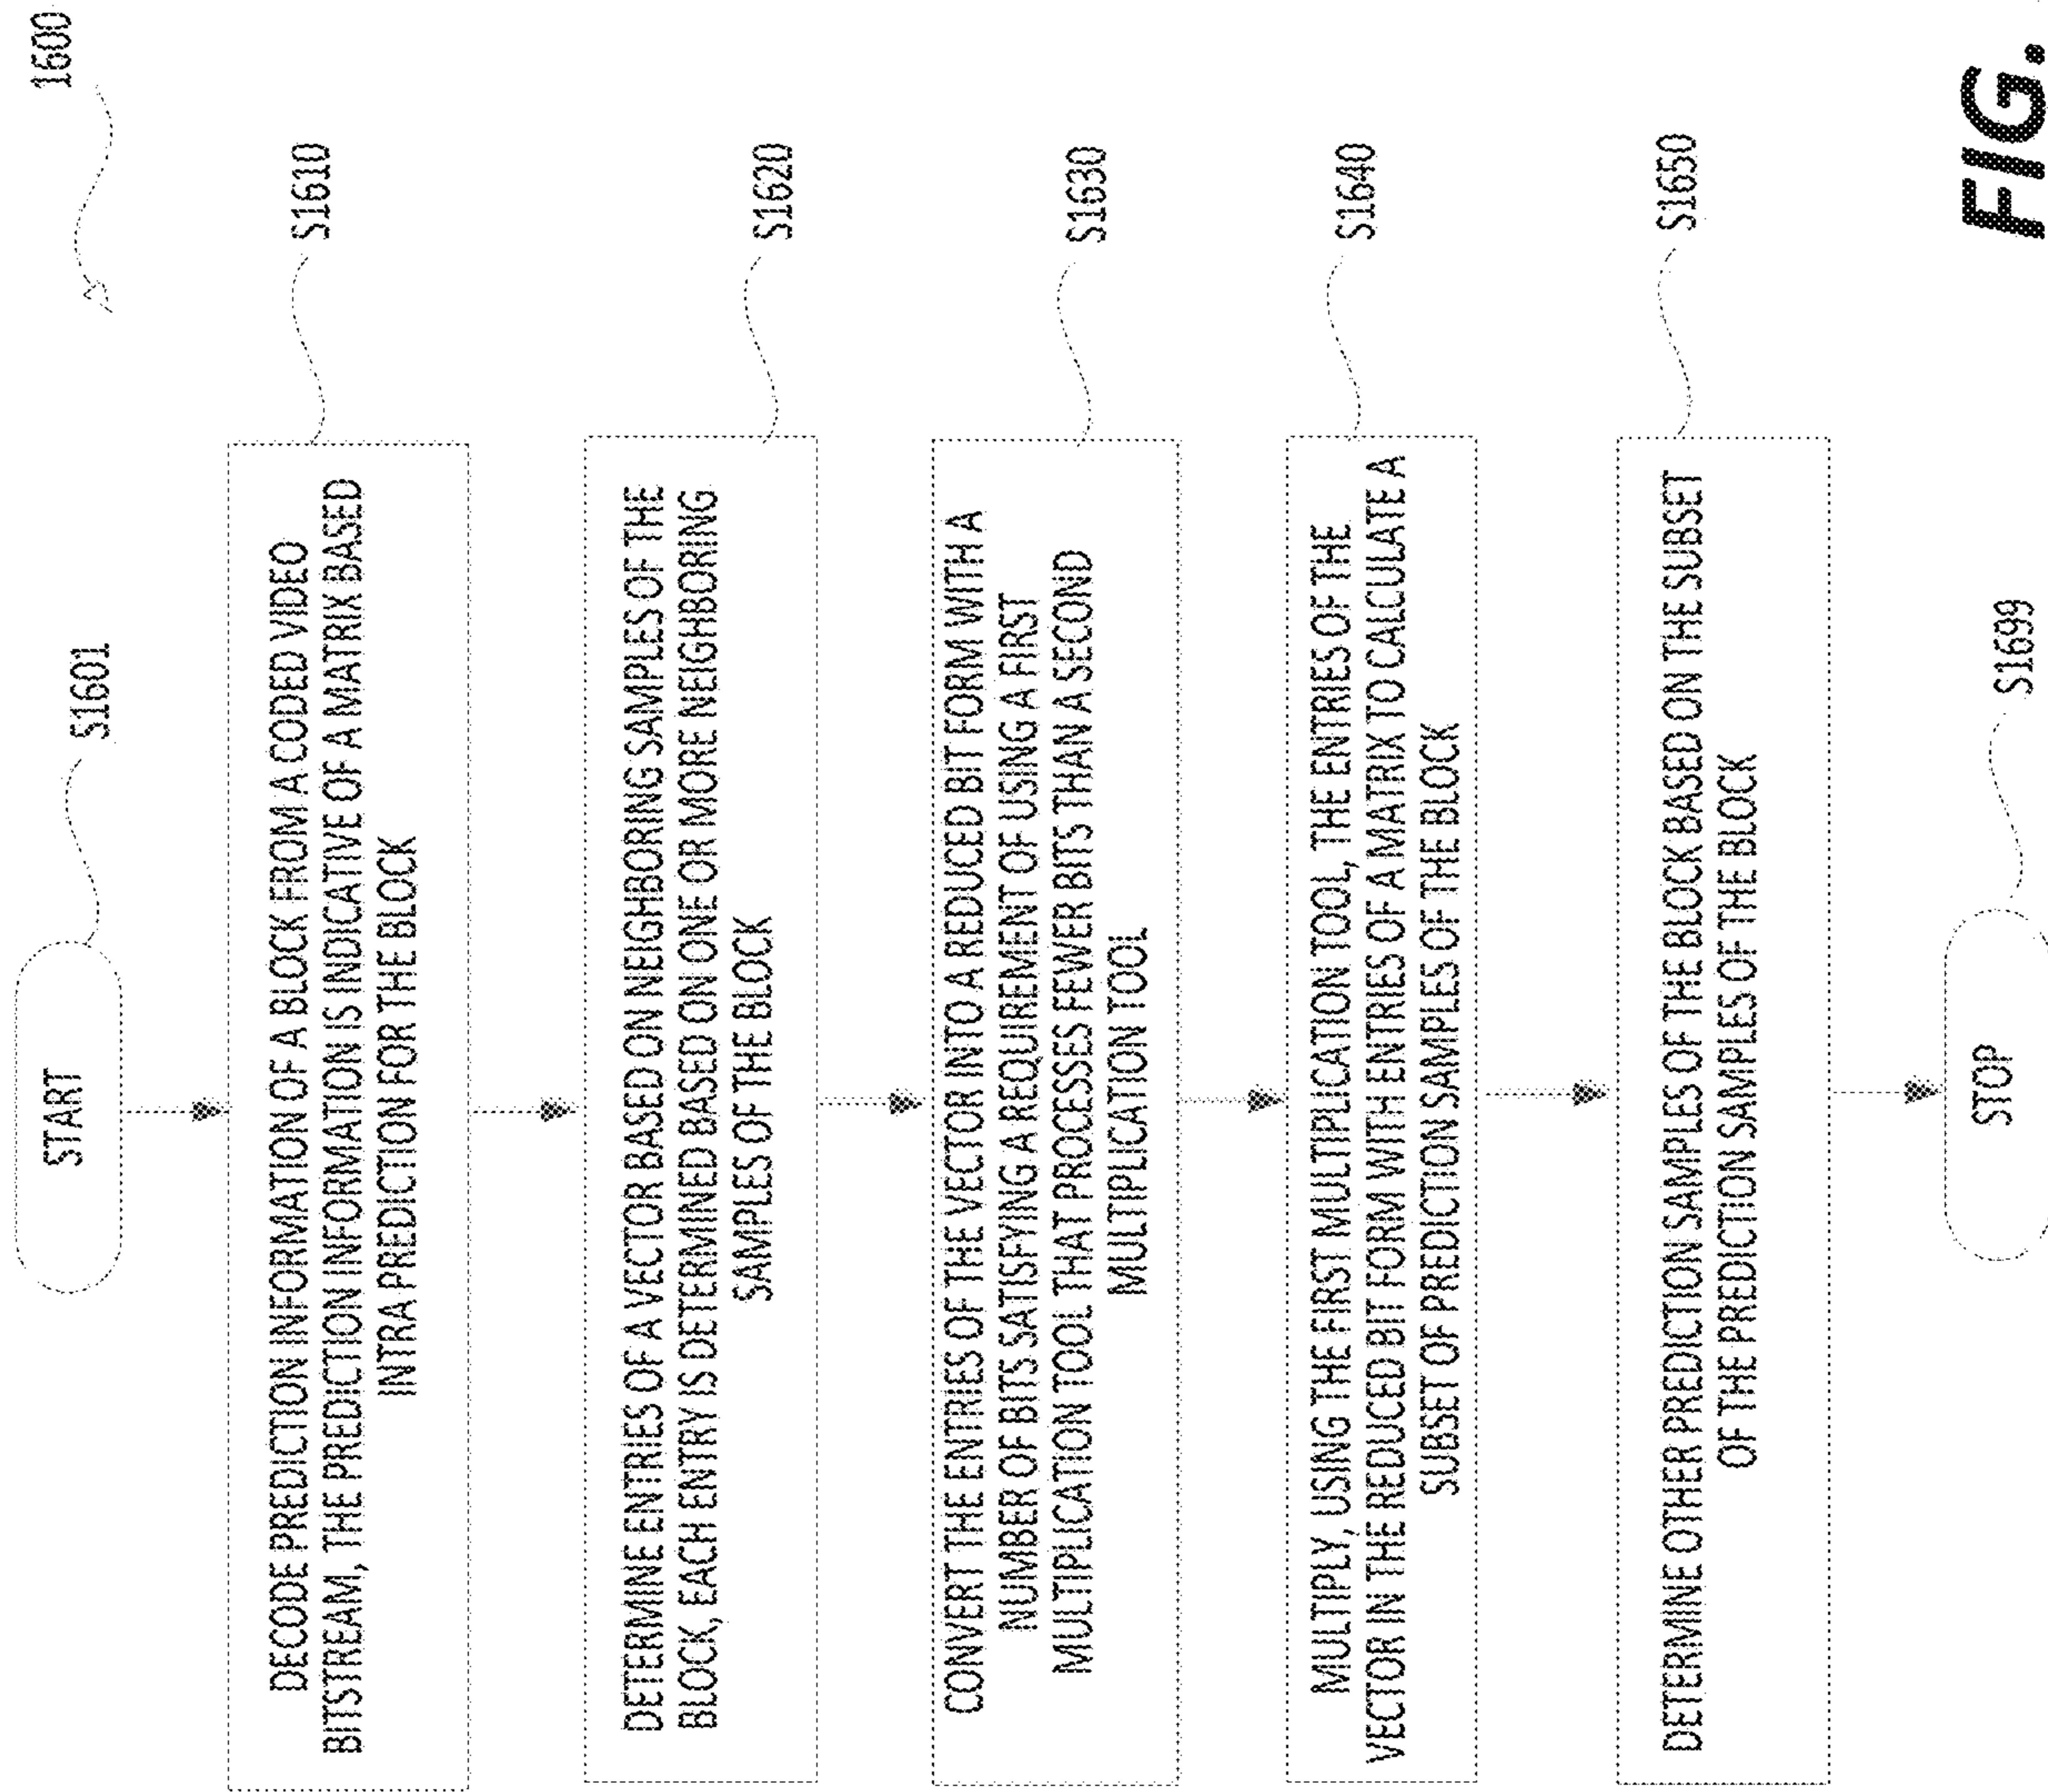 1600
START
S1601
DECODE PREDICTION INFORMATION OF A BLOCK FROM A CODED VIDEO
BITSTREAM, THE PREDICTION INFORMATION IS INDICATIVE OF A MATRIX BASED
INTRA PREDICTION FOR THE BLOCK
S1610
DETERMINE ENTRIES OF A VECTOR BASED ON NEIGHBORING SAMPLES OF THE
BLOCK, EACH ENTRY IS DETERMINED BASED ON ONE OR MORE NEIGHBORING
SAMPLES OF THE BLOCK
S1620
CONVERT THE ENTRIES OF THE VECTOR INTO A REDUCED BIT FORM WITH A
NUMBER OF BITS SATISFYING A REQUIREMENT OF USING A FIRST
MULTIPLICATION TOOL THAT PROCESSES FEWER BITS THAN A SECOND
MULTIPLICATION TOOL
S1630
MULTIPLY, USING THE FIRST MULTIPLICATION TOOL, THE ENTRIES OF THE
VECTOR IN THE REDUCED BIT FORM WITH ENTRIES OF A MATRIX TO CALCULATE A
SUBSET OF PREDICTION SAMPLES OF THE BLOCK
S1640
DETERMINE OTHER PREDICTION SAMPLES OF THE BLOCK BASED ON THE SUBSET
OF THE PREDICTION SAMPLES OF THE BLOCK
S1650
STOP
S1699
FIG.